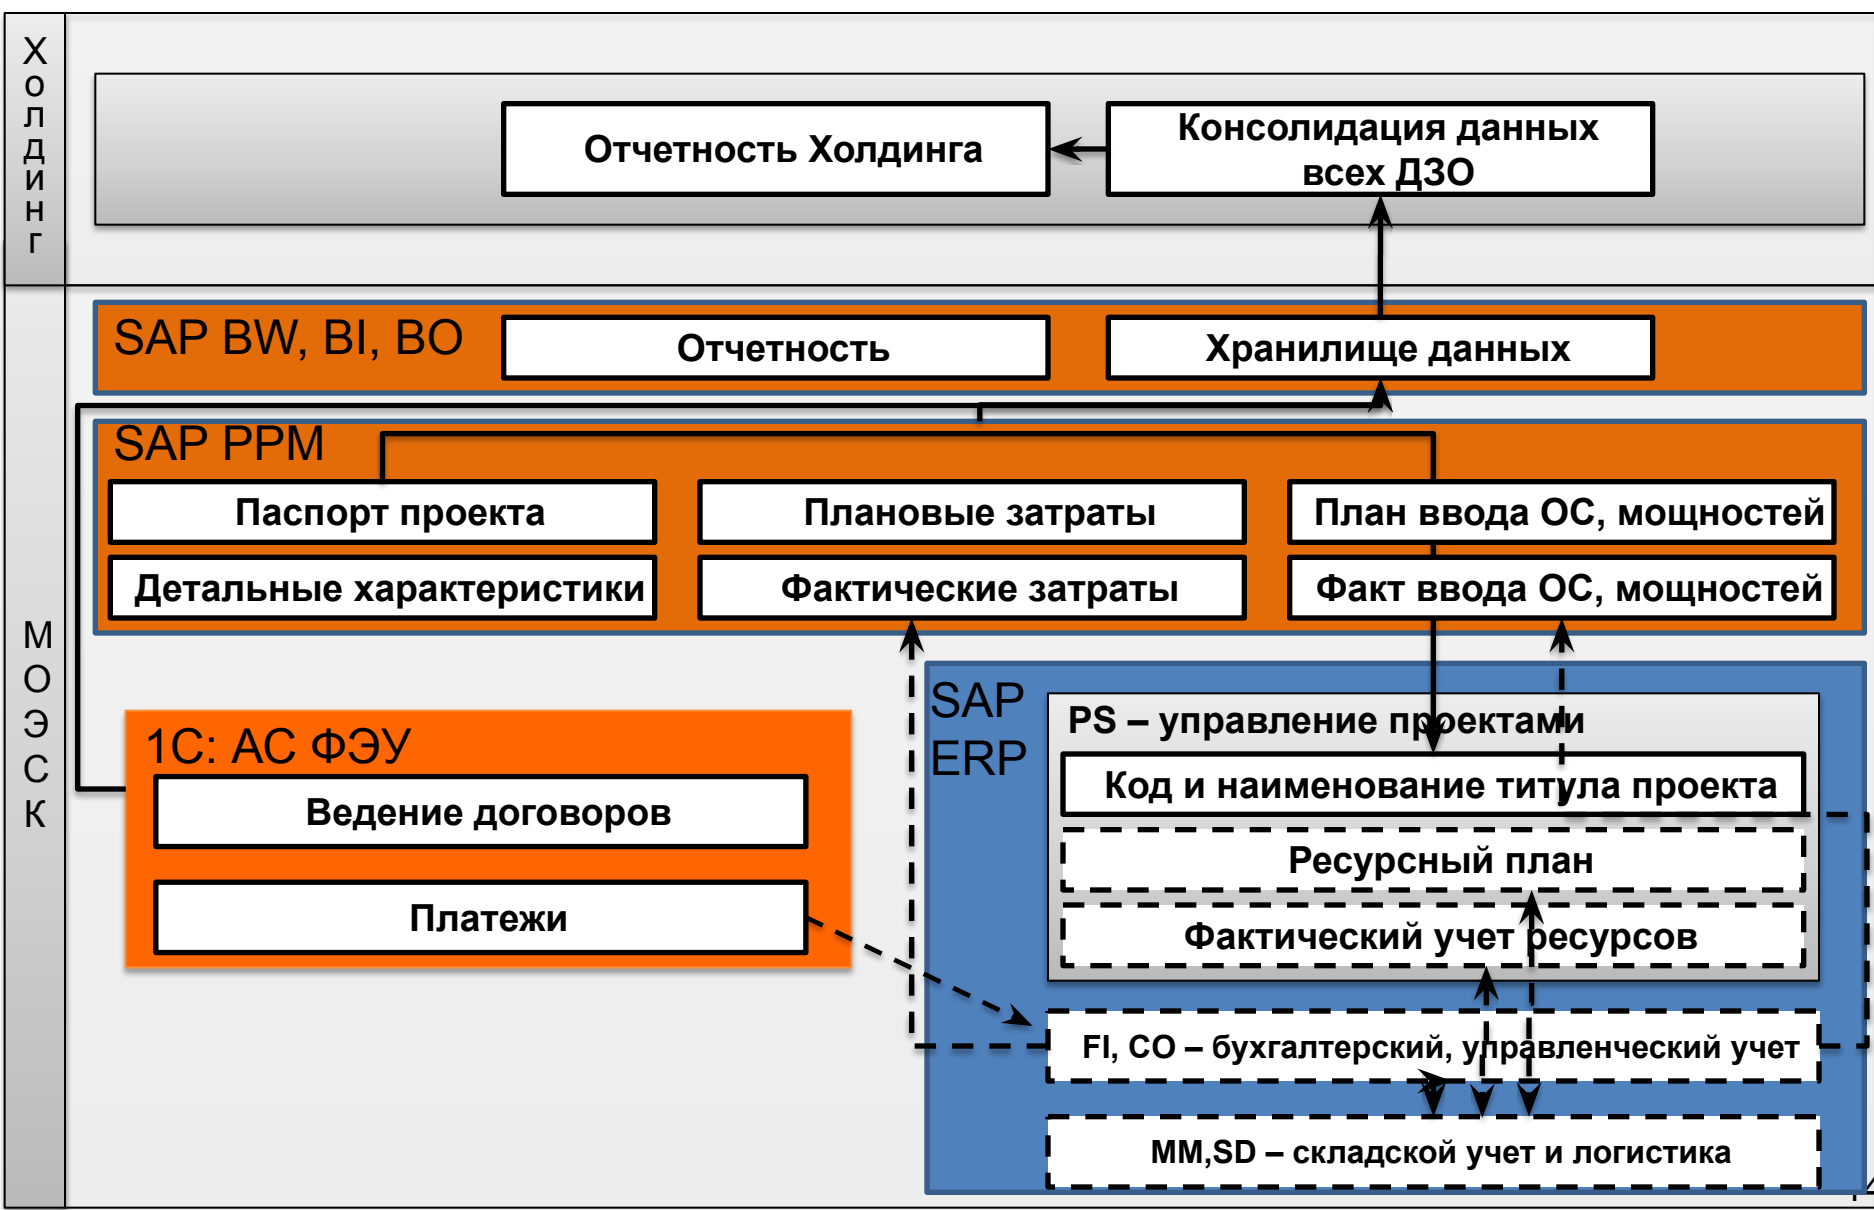 Холдинг
Отчетность Холдинга
Консолидация данных
всех ДЗО
МОЭСК
SAP BW, BI, BO
Отчетность
Хранилище данных
SAP PPM
Паспорт проекта
Плановые затраты
План ввода ОС, мощностей
Детальные характеристики
Фактические затраты
Факт ввода ОС, мощностей
1С: АС ФЭУ
Ведение договоров
Платежи
SAP
ERP
PS – управление проектами
Код и наименование титула проекта
Ресурсный план
Фактический учет ресурсов
FI, CO – бухгалтерский, управленческий учет
MM,SD – складской учет и логистика